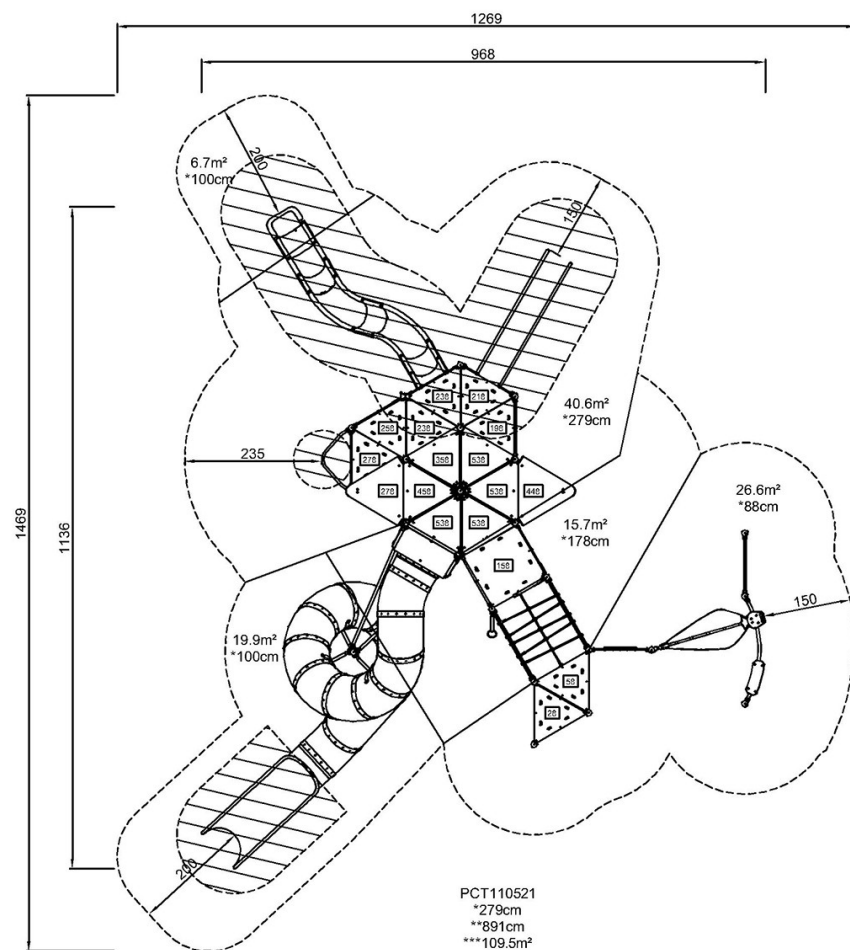 1269
968
200
6.7m²
*100cm
150
1469
1136
238
218
40.6m²
*279cm
258
238
198
235
278
358
538
278
458
538
448
26.6m²
*88cm
538
538
15.7m²
*178cm
158
150
19.9m²
*100cm
58
28
200
PCT110521
*279cm
**891cm
***109.5m²